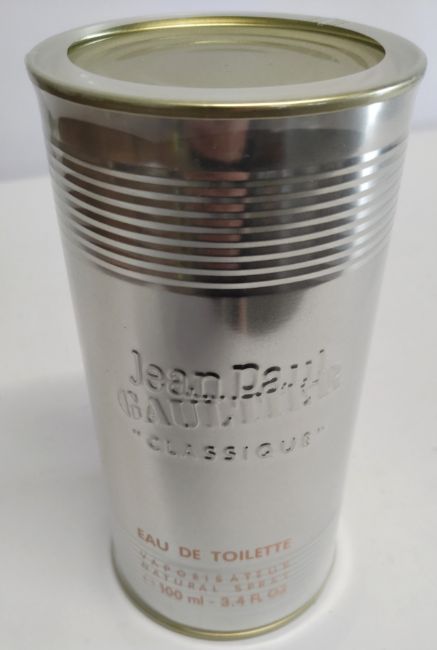 Jean Paul
GAULTIER
"CLASSIQUE"
EAU DE TOILETTE
VAPORISATEUR
NATURAL SPRAY
e 100 ml - 3.4 Fl. Oz